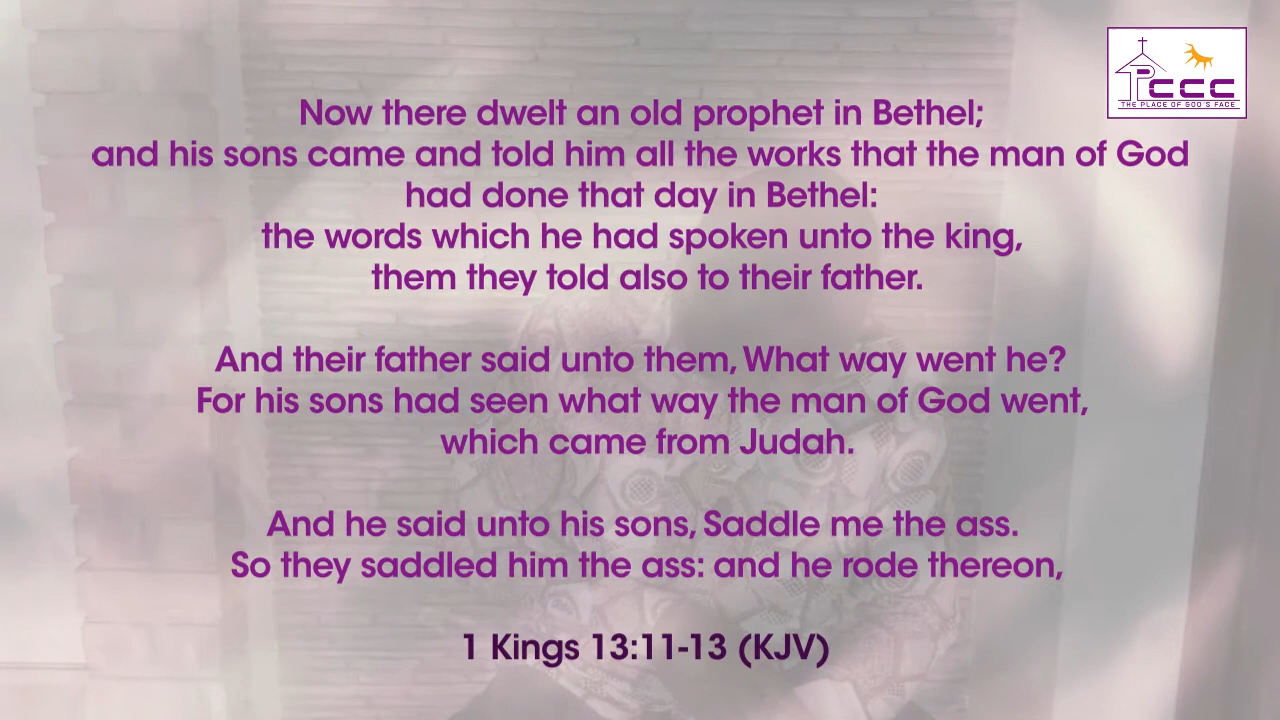 PCCC
THE PLACE OF GOD'S FACE
Now there dwelt an old prophet in Bethel;
and his sons came and told him all the works that the man of God
had done that day in Bethel:
the words which he had spoken unto the king,
them they told also to their father.
And their father said unto them, What way went he?
For his sons had seen what way the man of God went,
which came from Judah.
And he said unto his sons, Saddle me the ass.
So they saddled him the ass: and he rode thereon,
1 Kings 13:11-13 (KJV)